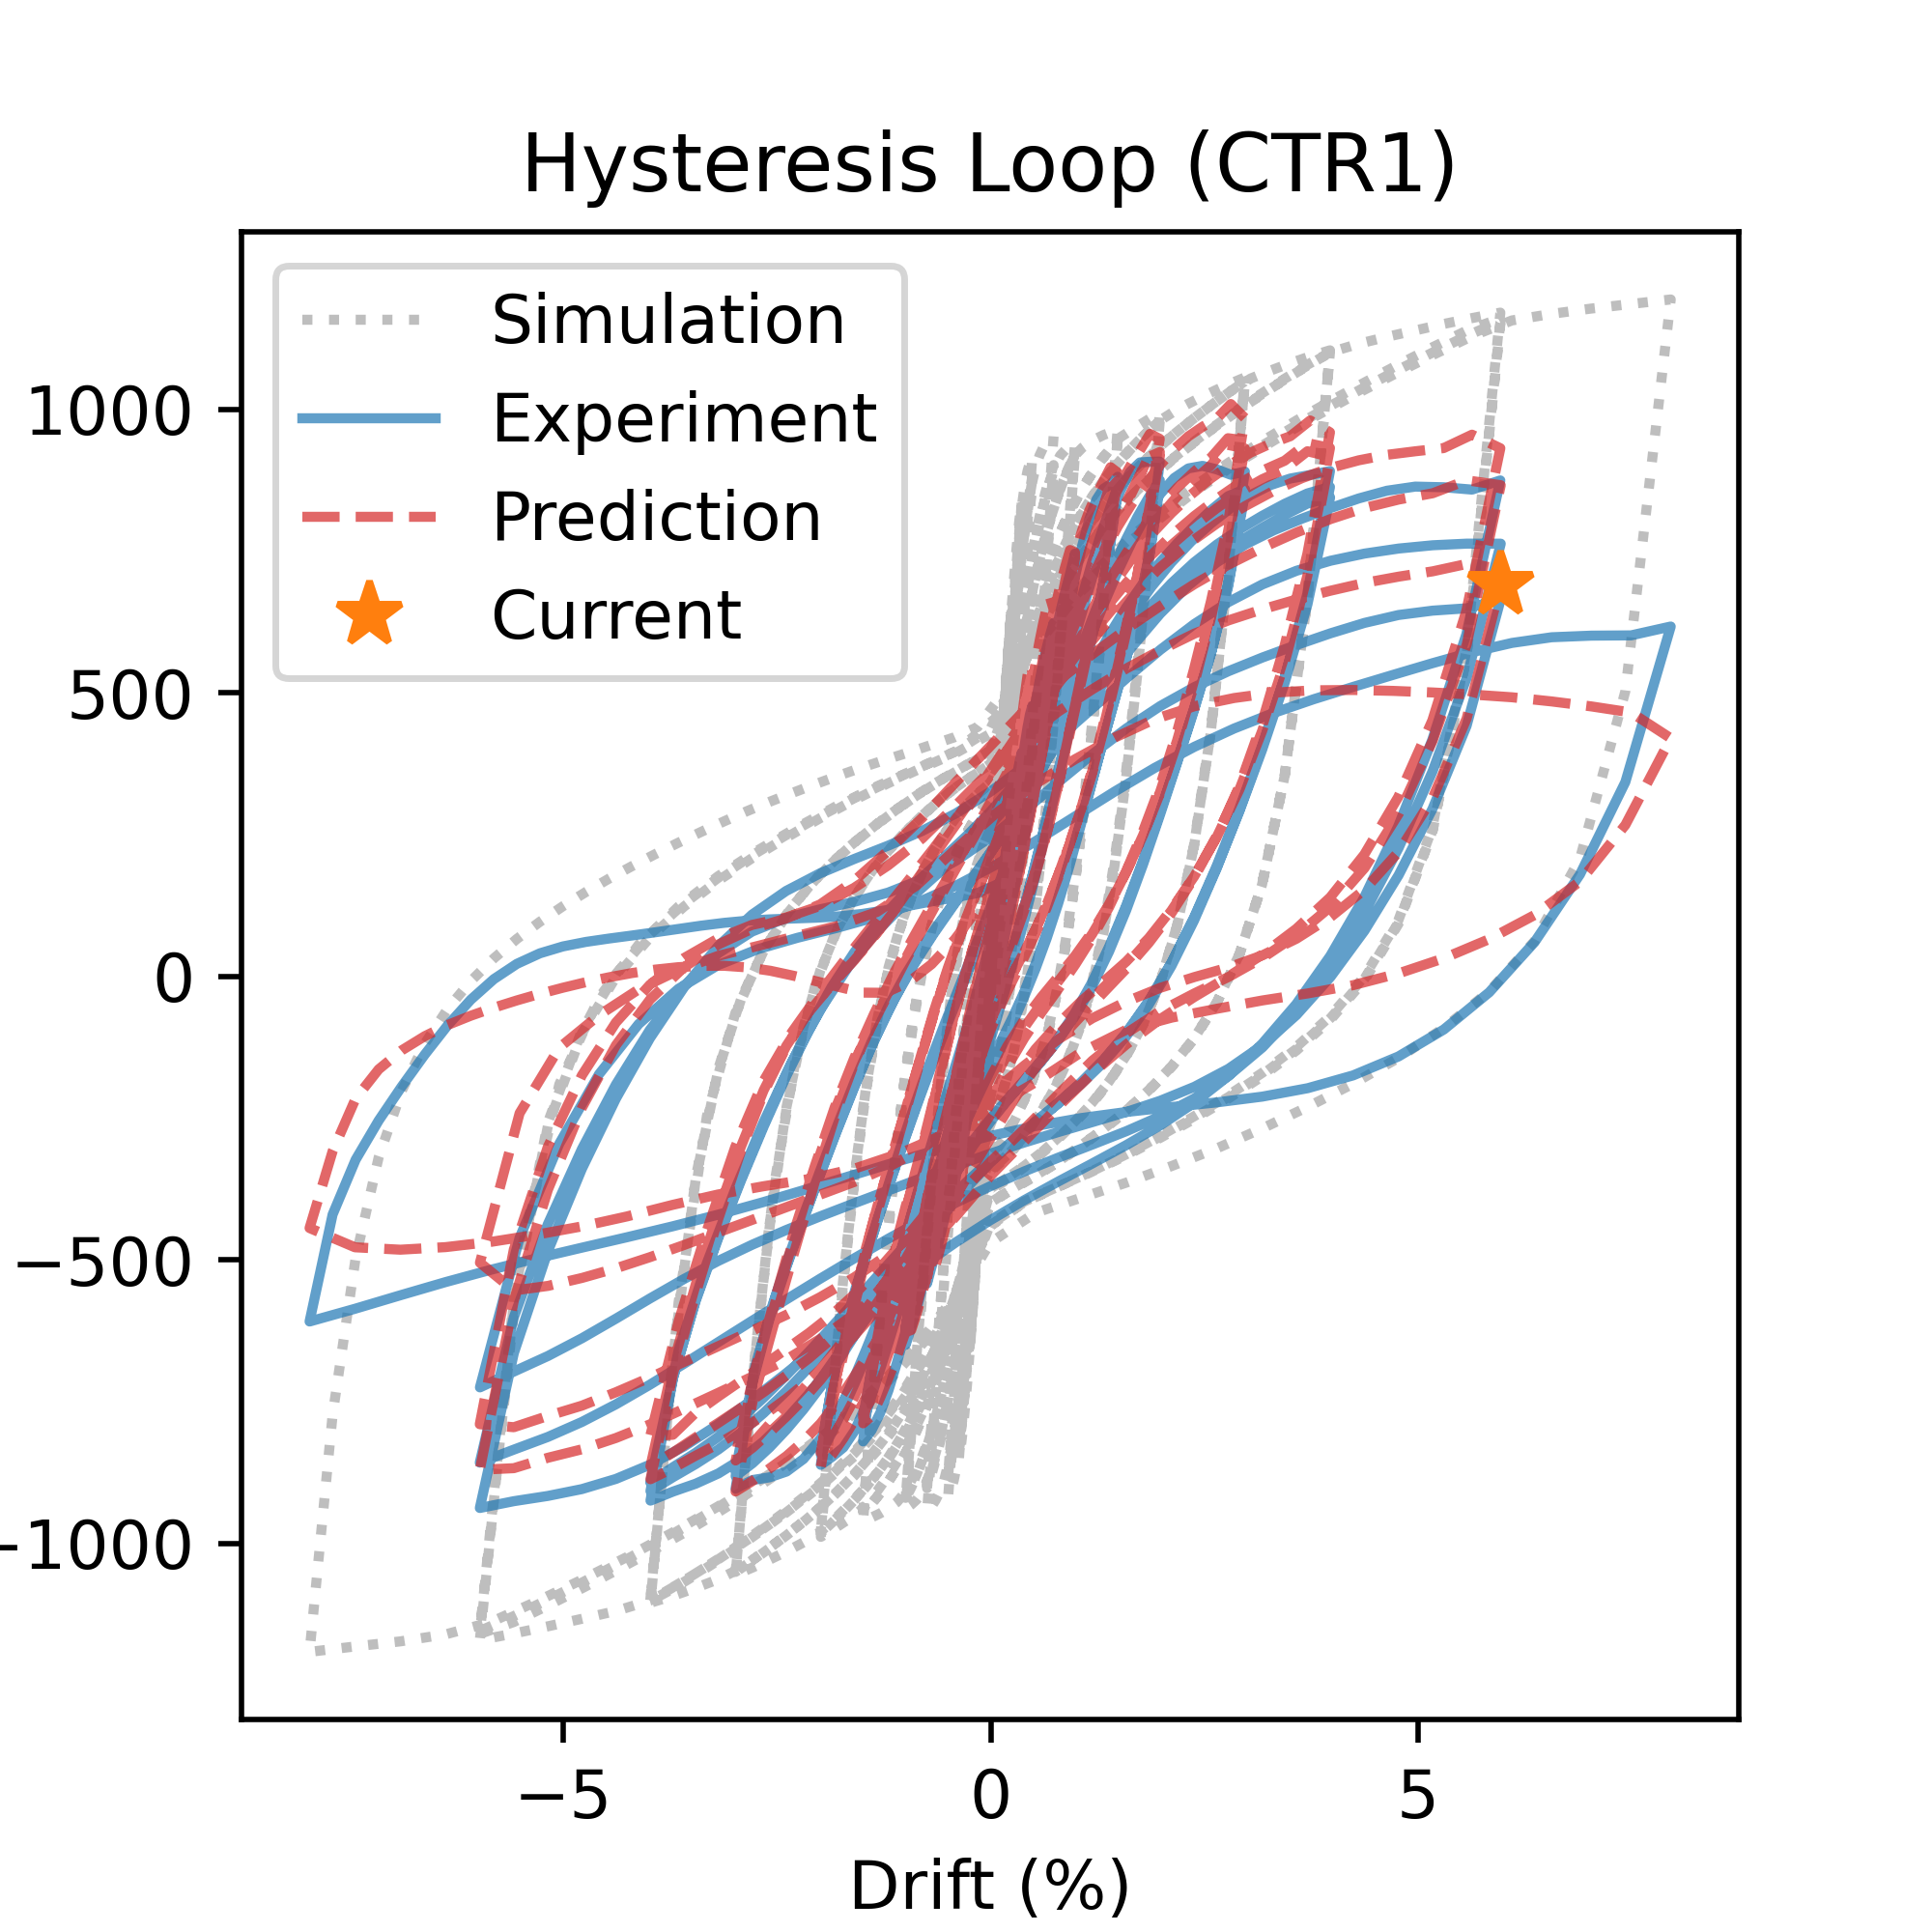 Hysteresis Loop (CTR1)
Simulation
Experiment
Prediction
Current
1000
500
0
−500
−1000
−5 0 5
Drift (%)